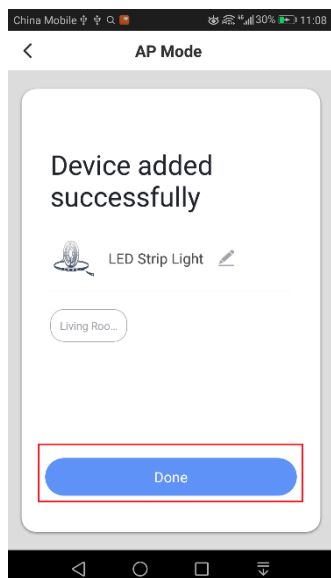 China Mobile 30% 11:08
AP Mode
Device added
successfully
LED Strip Light
Living Roo...
Done